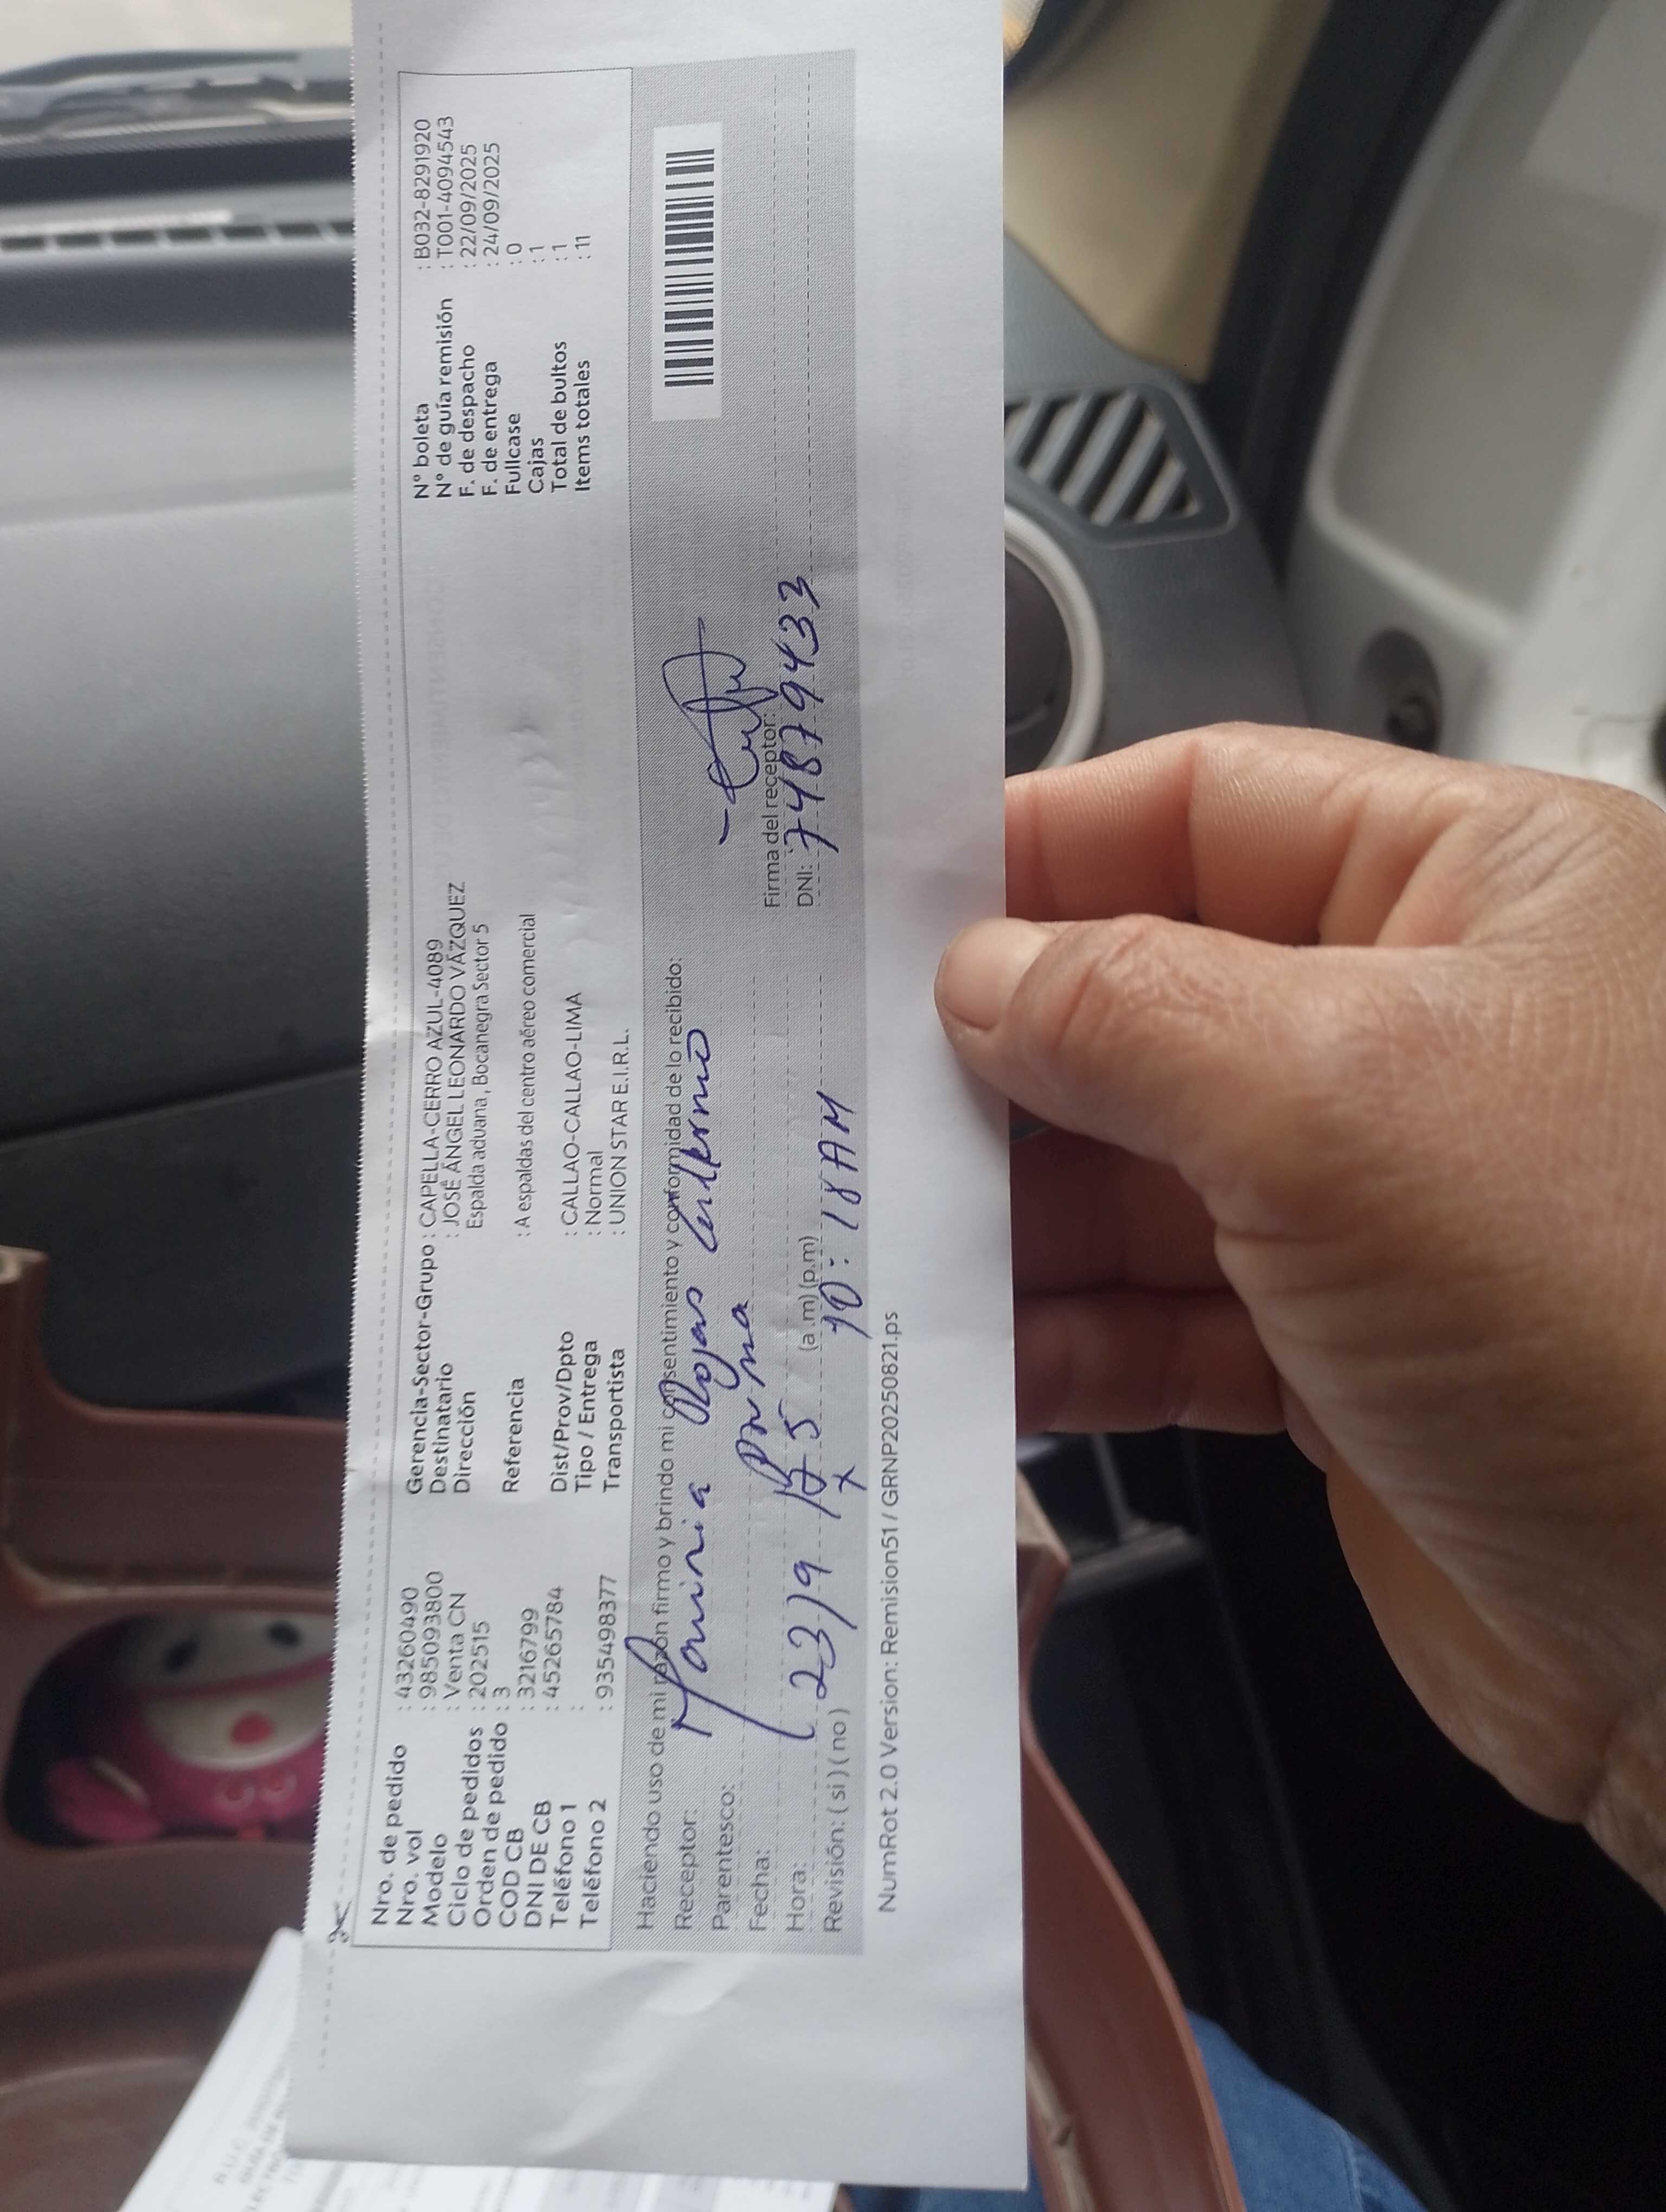 Nro. de pedido : 43260490
Nro. vol : 985093800
Modelo : Venta CN
Ciclo de pedidos : 202515
Orden de pedido : 3
COD CB : 3216799
DNI DE CB : 45265784
Teléfono 1 :
Teléfono 2 : 935498377
Gerencia-Sector-Grupo : CAPELLA-CERRO AZUL-4089
Destinatario : JOSÉ ÁNGEL LEONARDO VÁZQUEZ
Dirección Espalda aduana , Bocanegra Sector 5
Referencia : A espaldas del centro aéreo comercial
Dist/Prov/Dpto : CALLAO-CALLAO-LIMA
Tipo / Entrega : Normal
Transportista : UNION STAR E.I.R.L.
N° boleta : B032-8291920
N° de guía remisión : T001-4094543
F. de despacho : 22/09/2025
F. de entrega : 24/09/2025
Fullcase : 0
Cajas : 1
Total de bultos : 1
Items totales : 11
Haciendo uso de mi razón firmo y brindo mi consentimiento y conformidad de lo recibido:
Receptor: Rojas
Parentesco: Prima
Fecha: 23/9
Hora: (a.m) (p.m) 10:18 AM
Revisión: ( si ) ( no )
Firma del receptor:
DNI: 74879433
NumRot 2.0 Version: Remision51 / GRNP20250821.ps